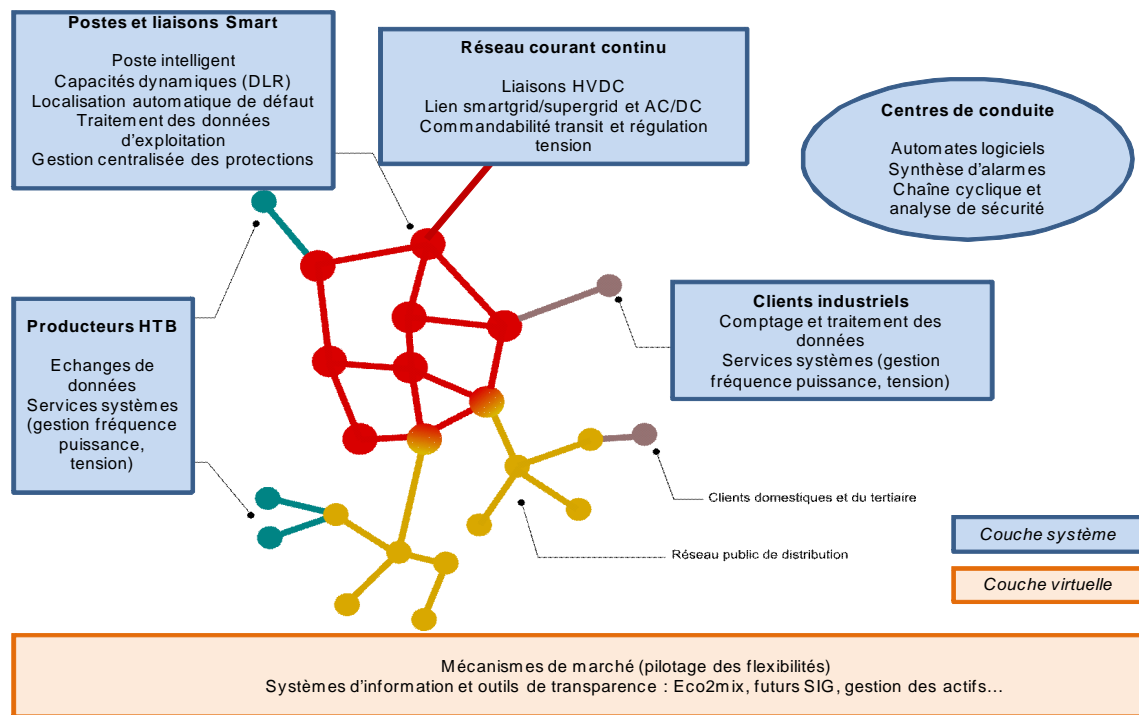 Postes et liaisons Smart
Poste intelligent
Capacités dynamiques (DLR)
Localisation automatique de défaut
Traitement des données
d'exploitation
Gestion centralisée des protections
Réseau courant continu
Liaisons HVDC
Lien smartgrid/supergrid et AC/DC
Commandabilité transit et régulation
tension
Centres de conduite
Automates logiciels
Synthèse d'alarmes
Chaîne cyclique et
analyse de sécurité
Producteurs HTB
Echanges de
données
Services systèmes
(gestion fréquence
puissance,
tension)
Clients industriels
Comptage et traitement des
données
Services systèmes (gestion
fréquence puissance, tension)
Clients domestiques et du tertiaire
Réseau public de distribution
Couche système
Couche virtuelle
Mécanismes de marché (pilotage des flexibilités)
Systèmes d'information et outils de transparence : Eco2mix, futurs SIG, gestion des actifs…